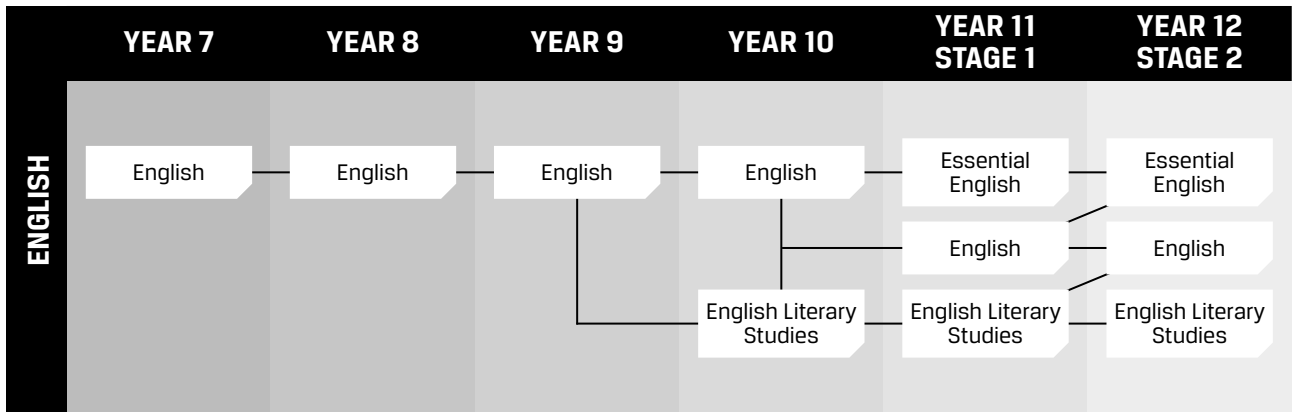 YEAR 7
YEAR 8
YEAR 9
YEAR 10
YEAR 11
STAGE 1
YEAR 12
STAGE 2
ENGLISH
English
English
English
English
Essential
English
Essential
English
English
English
English Literary
Studies
English Literary
Studies
English Literary
Studies